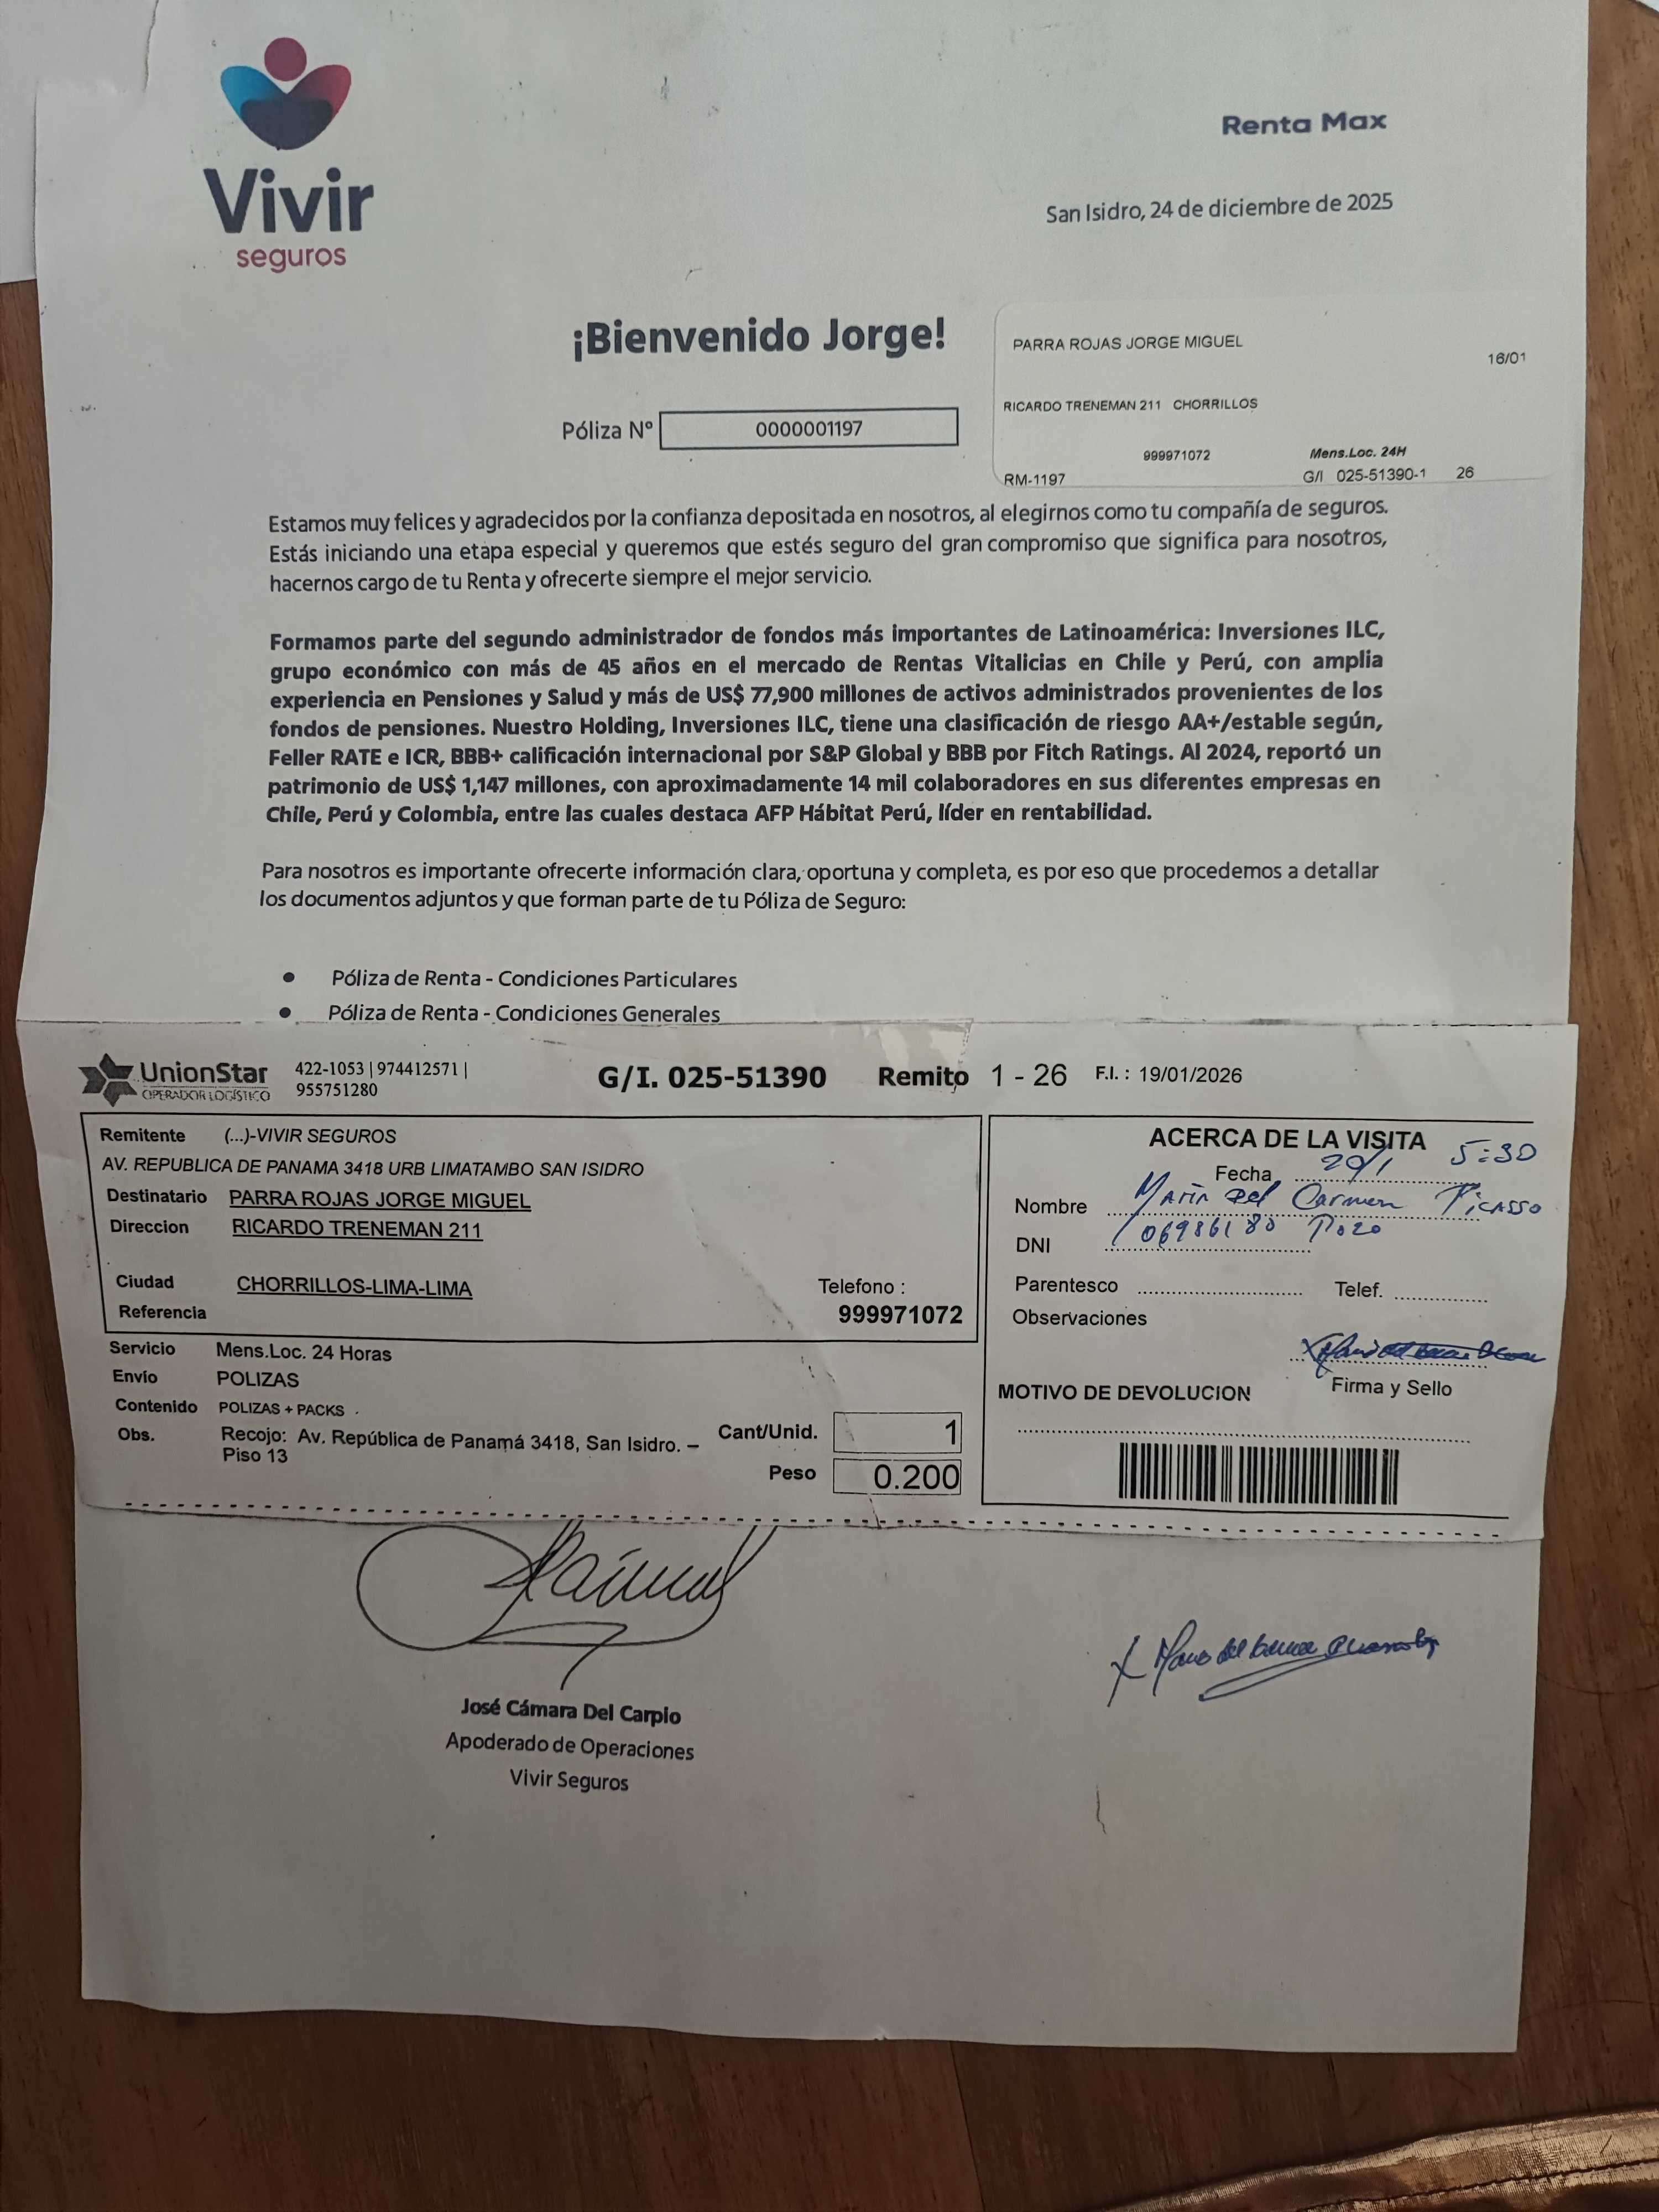 Vivir
seguros
Renta Max
San Isidro, 24 de diciembre de 2025
¡Bienvenido Jorge!
Póliza Nº 0000001197
PARRA ROJAS JORGE MIGUEL
16/01
RICARDO TRENEMAN 211 CHORRILLOS
999971072 Mens.Loc. 24H
RM-1197 G/I 025-51390-1 26
Estamos muy felices y agradecidos por la confianza depositada en nosotros, al elegirnos como tu compañía de seguros.
Estás iniciando una etapa especial y queremos que estés seguro del gran compromiso que significa para nosotros,
hacernos cargo de tu Renta y ofrecerte siempre el mejor servicio.
Formamos parte del segundo administrador de fondos más importantes de Latinoamérica: Inversiones ILC,
grupo económico con más de 45 años en el mercado de Rentas Vitalicias en Chile y Perú, con amplia
experiencia en Pensiones y Salud y más de US$ 77,900 millones de activos administrados provenientes de los
fondos de pensiones. Nuestro Holding, Inversiones ILC, tiene una clasificación de riesgo AA+/estable según,
Feller RATE e ICR, BBB+ calificación internacional por S&P Global y BBB por Fitch Ratings. Al 2024, reportó un
patrimonio de US$ 1,147 millones, con aproximadamente 14 mil colaboradores en sus diferentes empresas en
Chile, Perú y Colombia, entre las cuales destaca AFP Hábitat Perú, líder en rentabilidad.
Para nosotros es importante ofrecerte información clara, oportuna y completa, es por eso que procedemos a detallar
los documentos adjuntos y que forman parte de tu Póliza de Seguro:
• Póliza de Renta - Condiciones Particulares
• Póliza de Renta - Condiciones Generales
UnionStar
OPERADOR LOGÍSTICO
422-1053 | 974412571 |
955751280
G/I. 025-51390 Remito 1 - 26 F.I. : 19/01/2026
Remitente (...)-VIVIR SEGUROS
AV. REPUBLICA DE PANAMA 3418 URB LIMATAMBO SAN ISIDRO
Destinatario PARRA ROJAS JORGE MIGUEL
Direccion RICARDO TRENEMAN 211
Ciudad CHORRILLOS-LIMA-LIMA Telefono :
Referencia 999971072
Servicio Mens.Loc. 24 Horas
Envío POLIZAS
Contenido POLIZAS + PACKS .
Obs. Recojo: Av. República de Panamá 3418, San Isidro. –
Piso 13
Cant/Unid. 1
Peso 0.200
ACERCA DE LA VISITA
Fecha 20/1 5:30
Nombre María del Carmen Picasso
DNI 06986180 Pozo
Parentesco Telef.
Observaciones
Firma y Sello
MOTIVO DE DEVOLUCION
José Cámara Del Carpio
Apoderado de Operaciones
Vivir Seguros